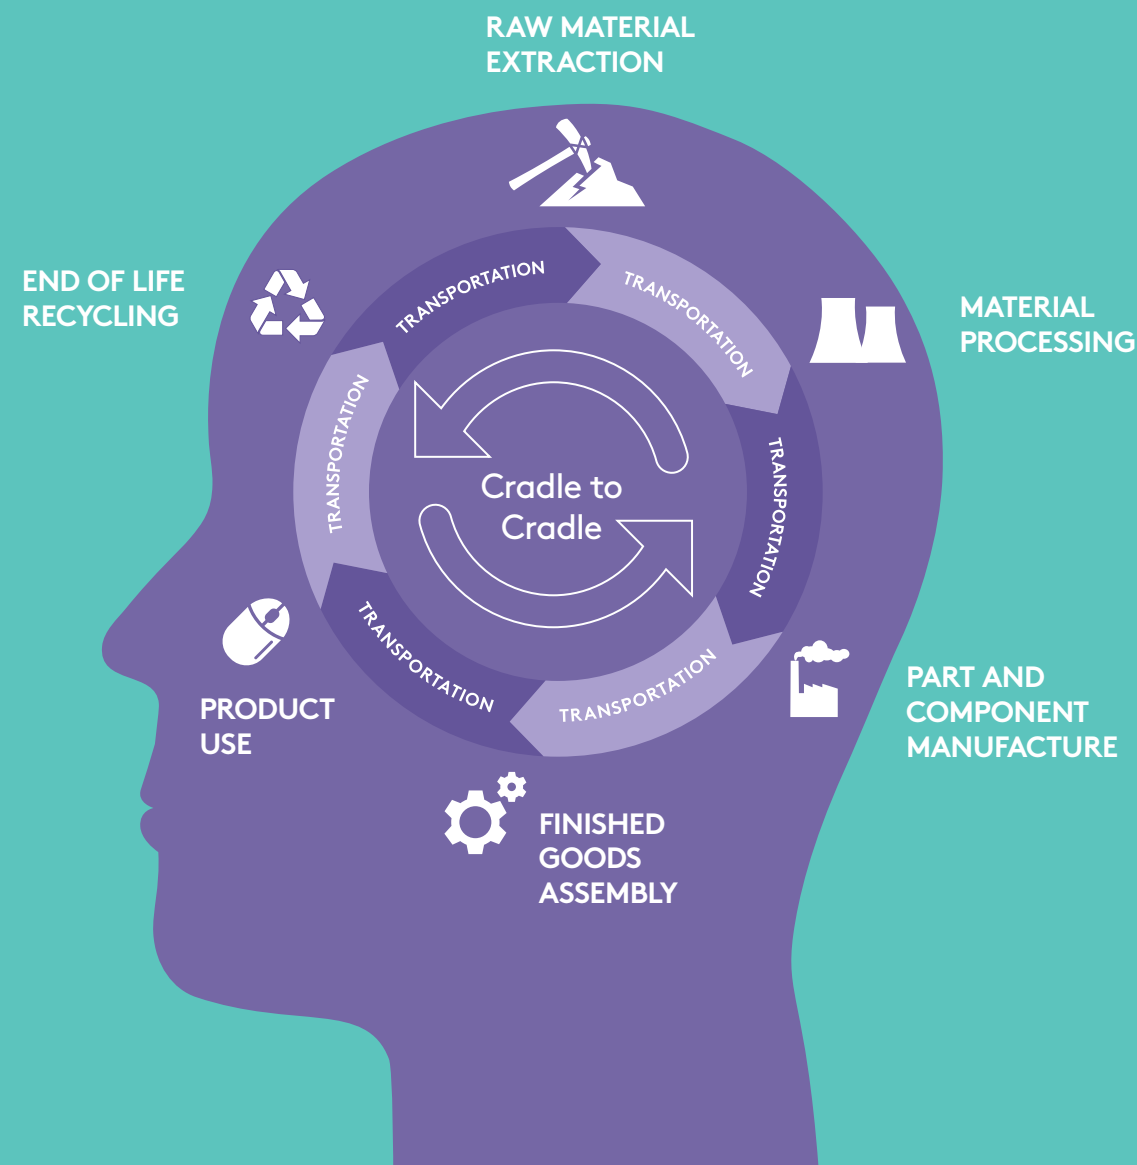 RAW MATERIAL
EXTRACTION
END OF LIFE
RECYCLING
MATERIAL
PROCESSING
TRANSPORTATION
TRANSPORTATION
TRANSPORTATION
TRANSPORTATION
TRANSPORTATION
TRANSPORTATION
Cradle to
Cradle
PART AND
COMPONENT
MANUFACTURE
PRODUCT
USE
FINISHED
GOODS
ASSEMBLY